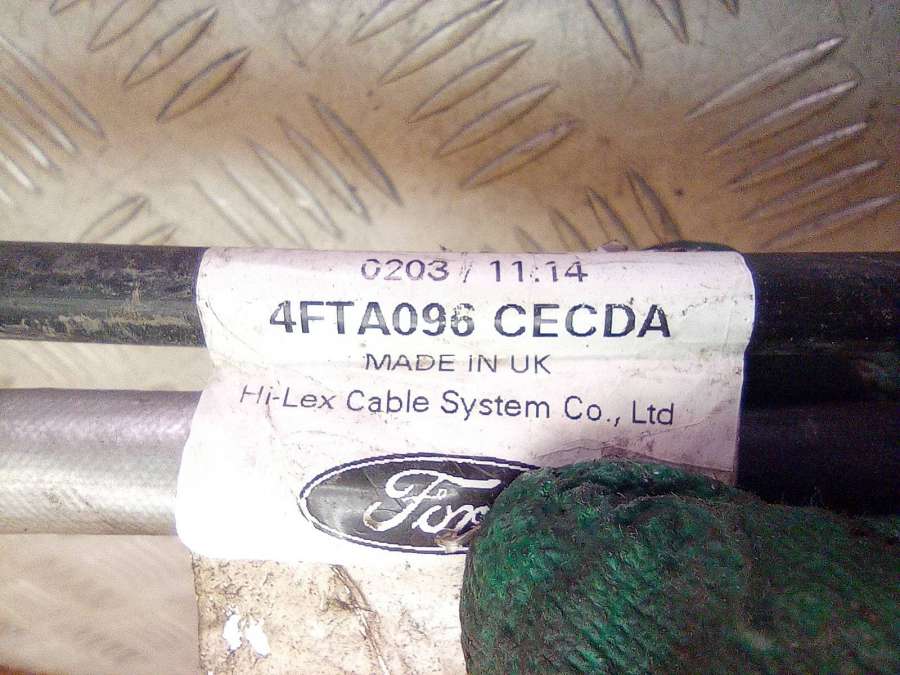 0203 / 11:14
4FTA096 CECDA
MADE IN UK
Hi-Lex Cable System Co., Ltd